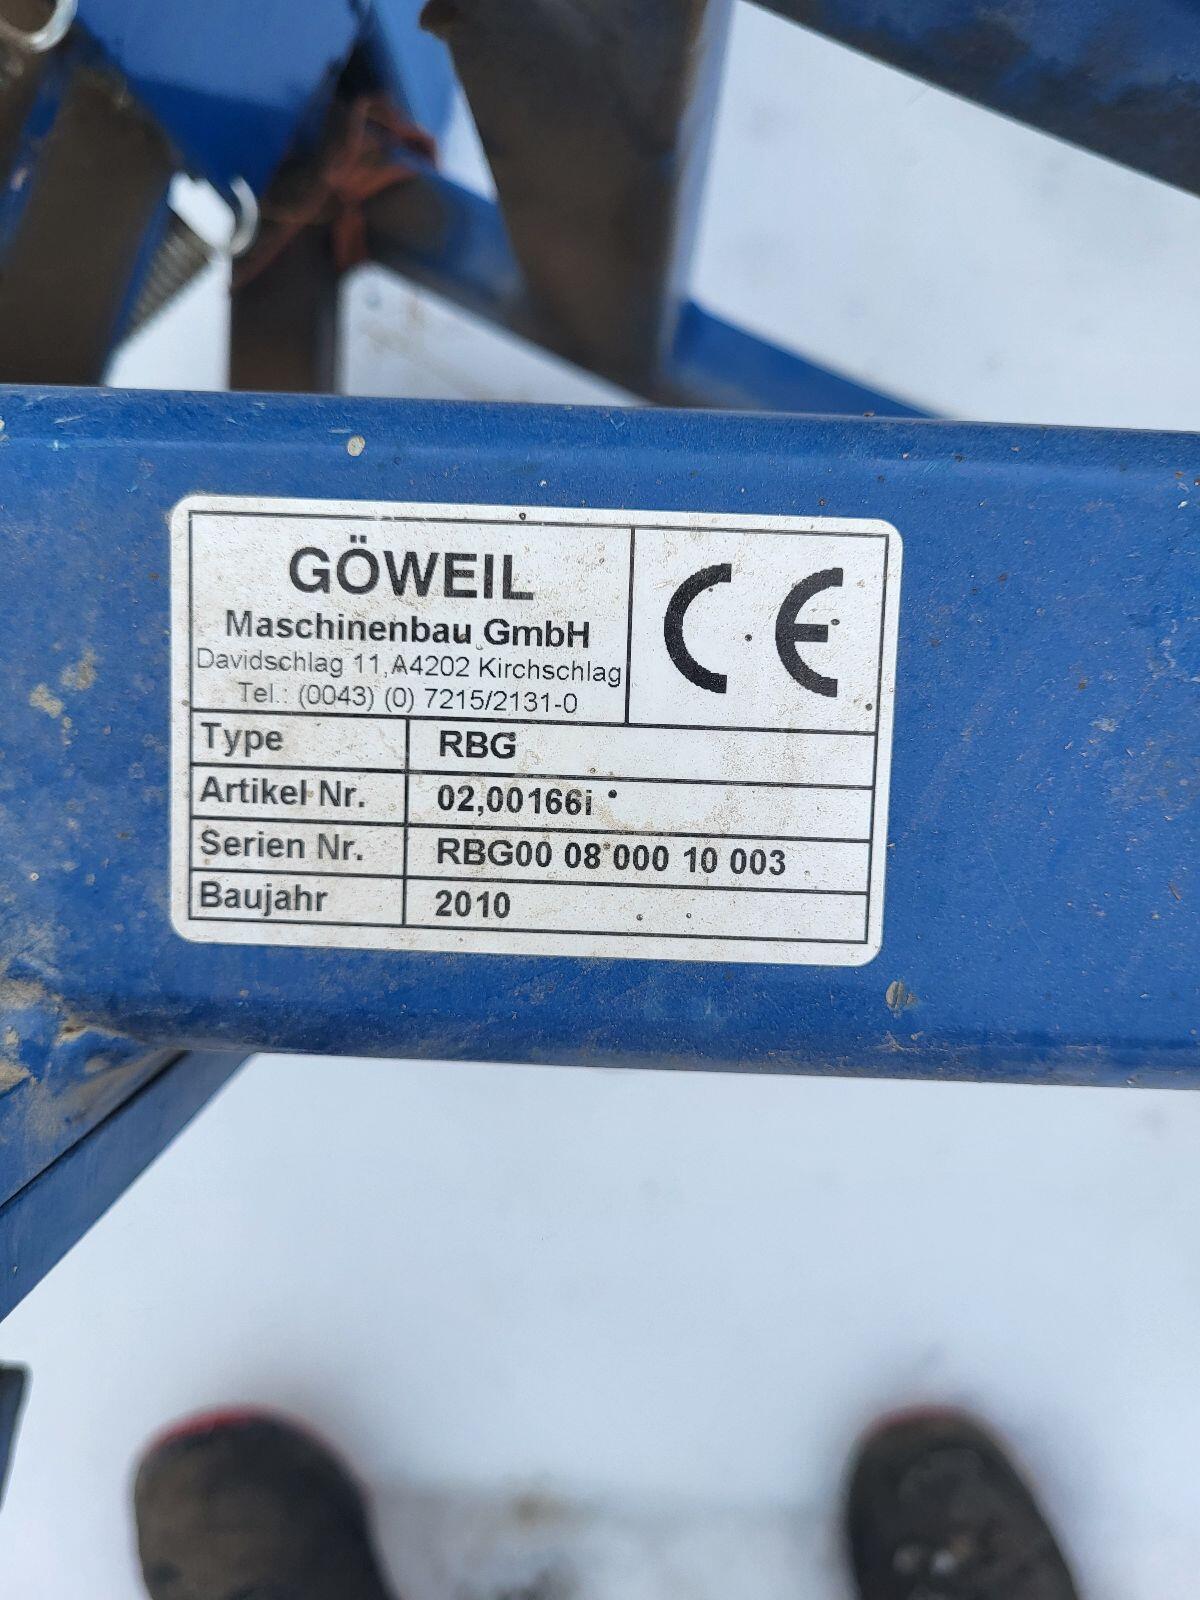 GÖWEIL
Maschinenbau GmbH
Davidschlag 11,A4202 Kirchschlag
Tel.: (0043) (0) 7215/2131-0
CE
Type RBG
Artikel Nr. 02,00166i
Serien Nr. RBG00 08 000 10 003
Baujahr 2010